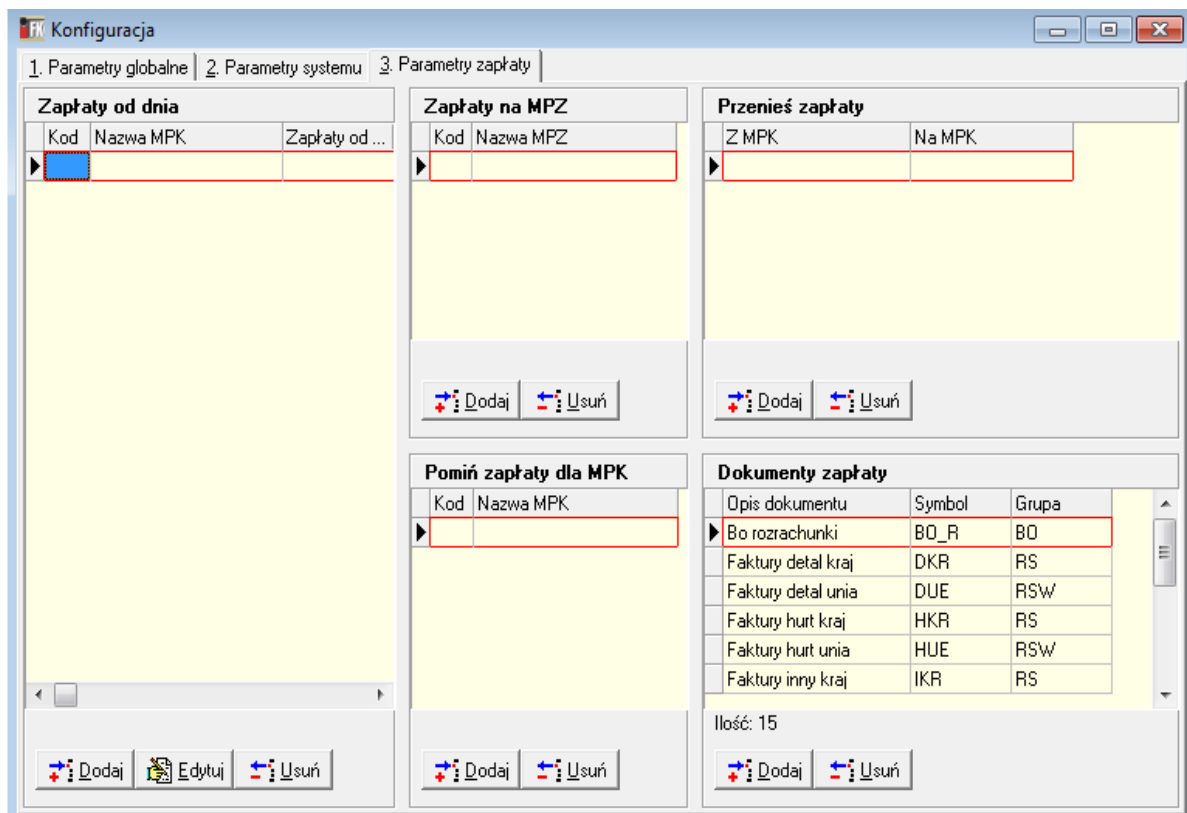 FK Konfiguracja
1. Parametry globalne 2. Parametry systemu 3. Parametry zapłaty
Zapłaty od dnia
Kod Nazwa MPK Zapłaty od ...
Dodaj Edytuj Usuń
Zapłaty na MPZ
Kod Nazwa MPZ
Dodaj Usuń
Przenieś zapłaty
Z MPK Na MPK
Dodaj Usuń
Pomiń zapłaty dla MPK
Kod Nazwa MPK
Dodaj Usuń
Dokumenty zapłaty
Opis dokumentu Symbol Grupa
Bo rozrachunki BO_R BO
Faktury detal kraj DKR RS
Faktury detal unia DUE RSW
Faktury hurt kraj HKR RS
Faktury hurt unia HUE RSW
Faktury inny kraj IKR RS
Ilość: 15
Dodaj Usuń